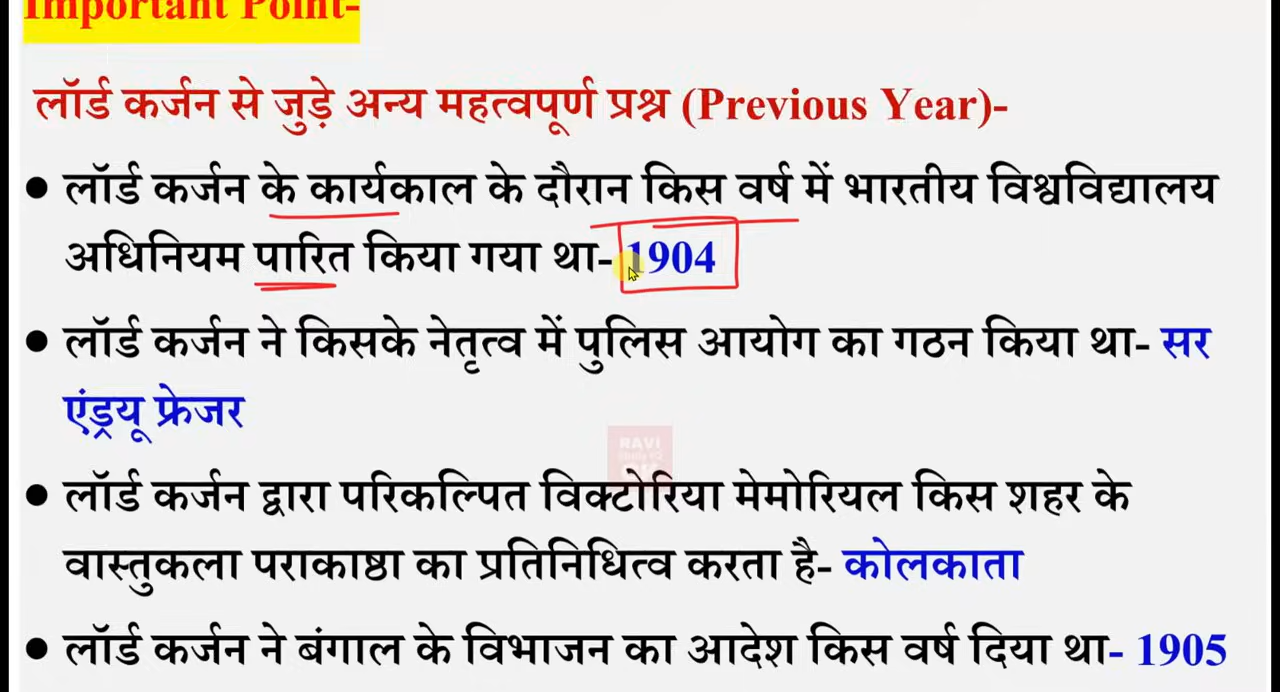 Important Point-
लॉर्ड कर्जन से जुड़े अन्य महत्वपूर्ण प्रश्न (Previous Year)-
● लॉर्ड कर्जन के कार्यकाल के दौरान किस वर्ष में भारतीय विश्वविद्यालय
अधिनियम पारित किया गया था- 1904
● लॉर्ड कर्जन ने किसके नेतृत्व में पुलिस आयोग का गठन किया था- सर
एंड्रयू फ्रेजर
RAVI
● लॉर्ड कर्जन द्वारा परिकल्पित विक्टोरिया मेमोरियल किस शहर के
वास्तुकला पराकाष्ठा का प्रतिनिधित्व करता है- कोलकाता
● लॉर्ड कर्जन ने बंगाल के विभाजन का आदेश किस वर्ष दिया था- 1905